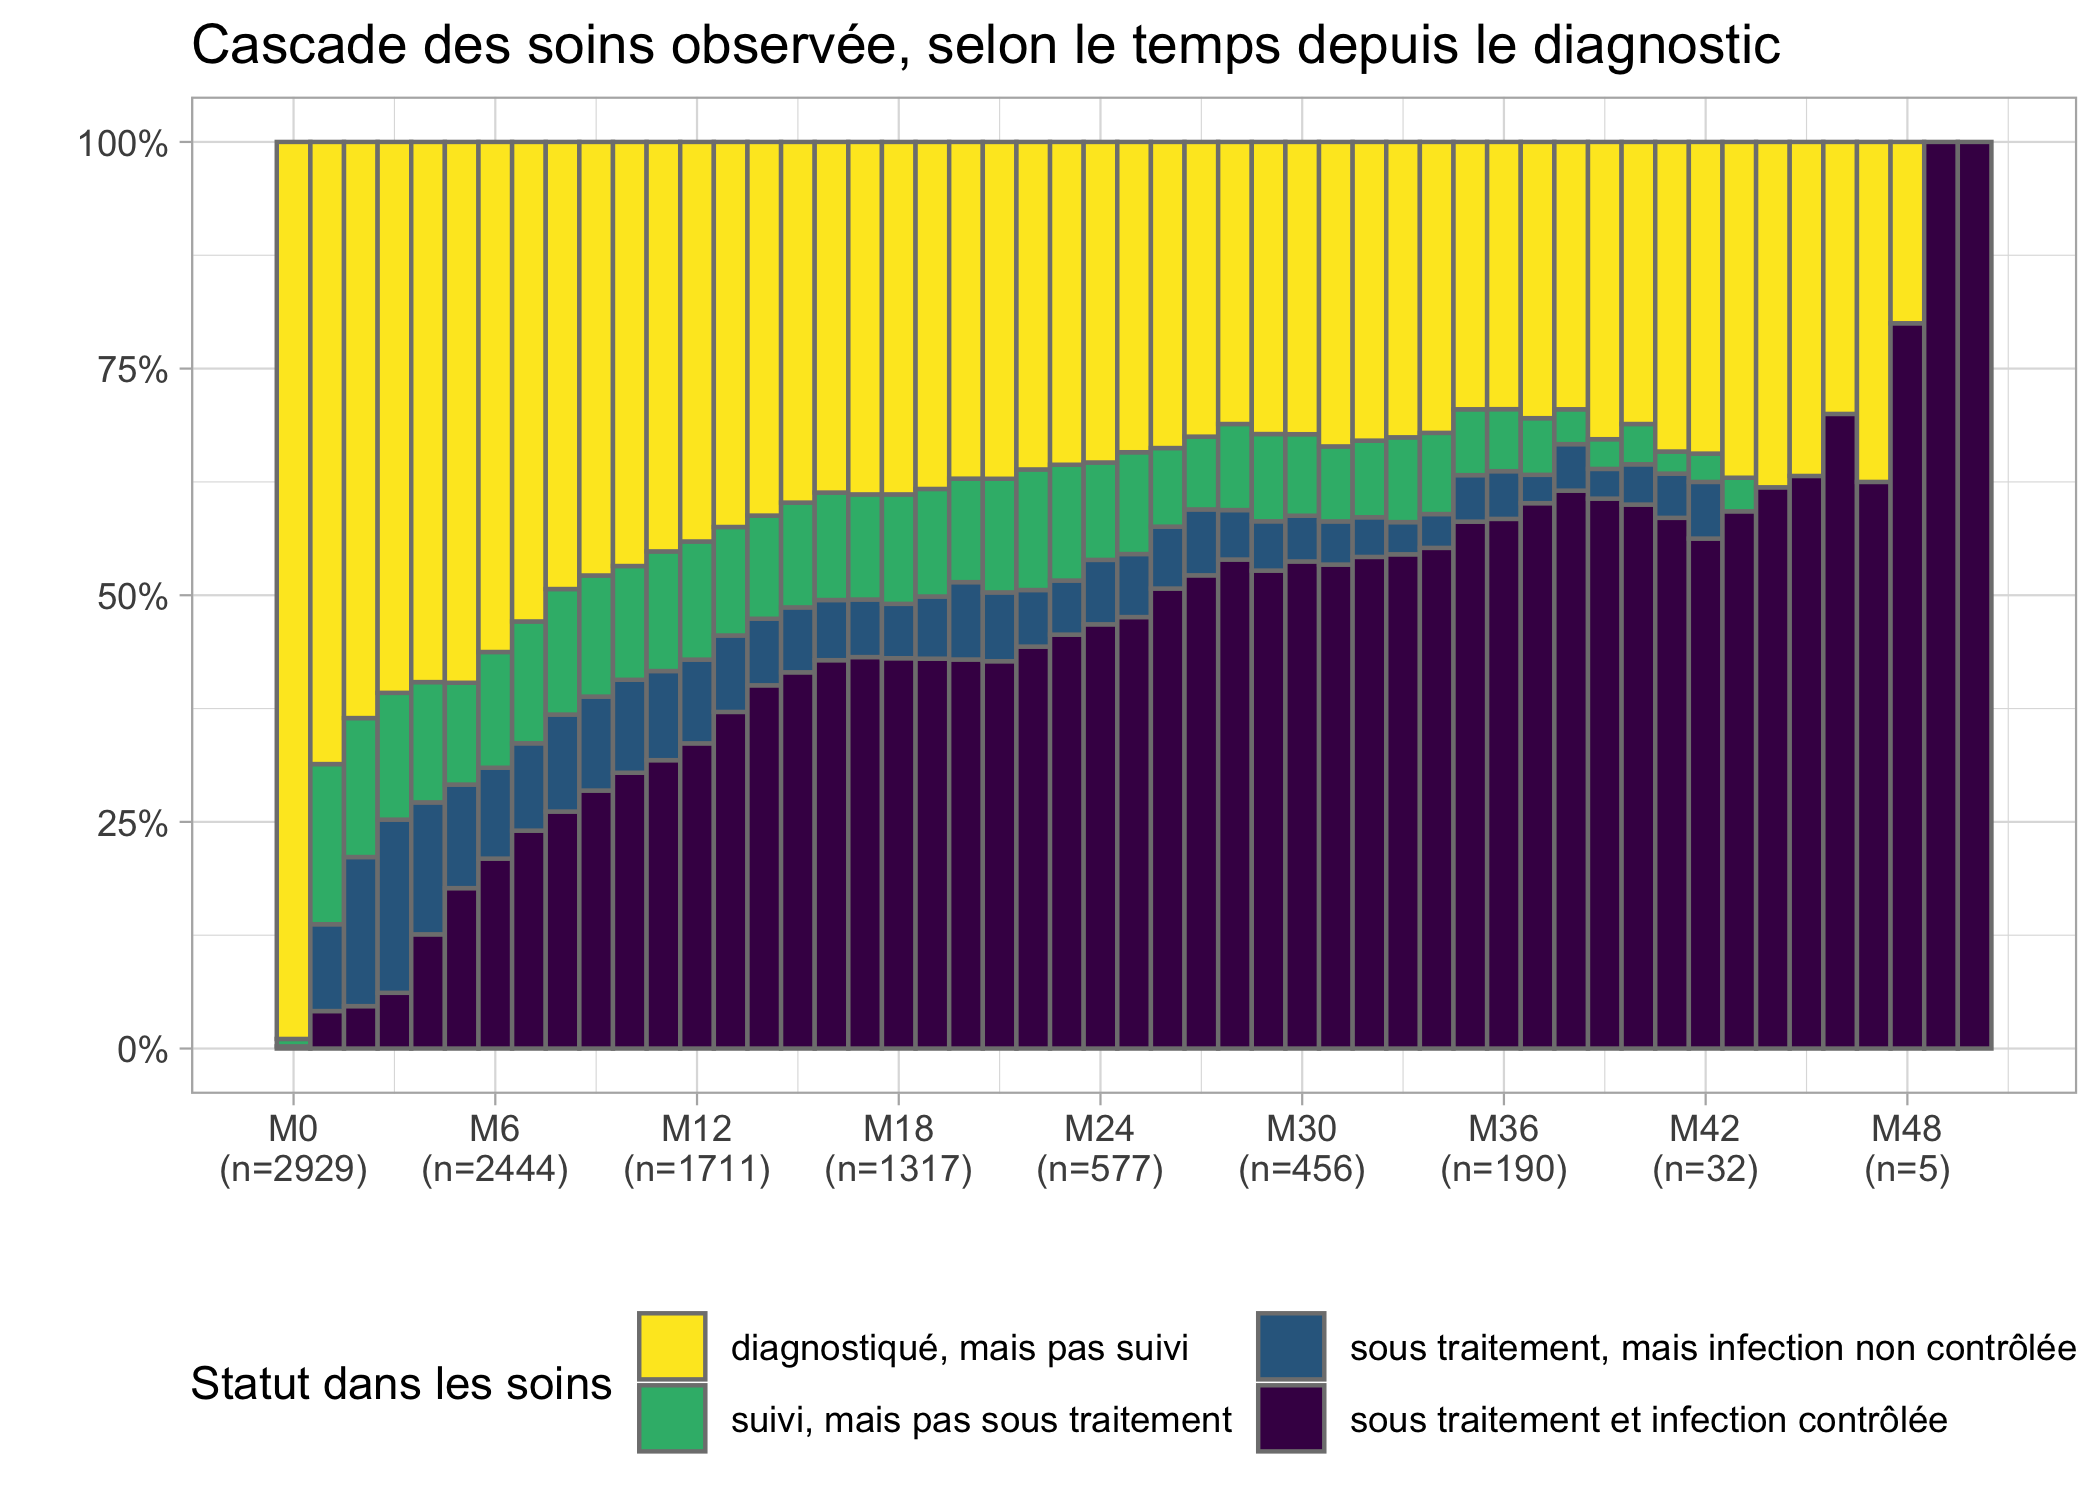 Cascade des soins observée, selon le temps depuis le diagnostic
100%
75%
50%
25%
0%
M0 M6 M12 M18 M24 M30 M36 M42 M48
(n=2929) (n=2444) (n=1711) (n=1317) (n=577) (n=456) (n=190) (n=32) (n=5)
Statut dans les soins
diagnostiqué, mais pas suivi
suivi, mais pas sous traitement
sous traitement, mais infection non contrôlée
sous traitement et infection contrôlée